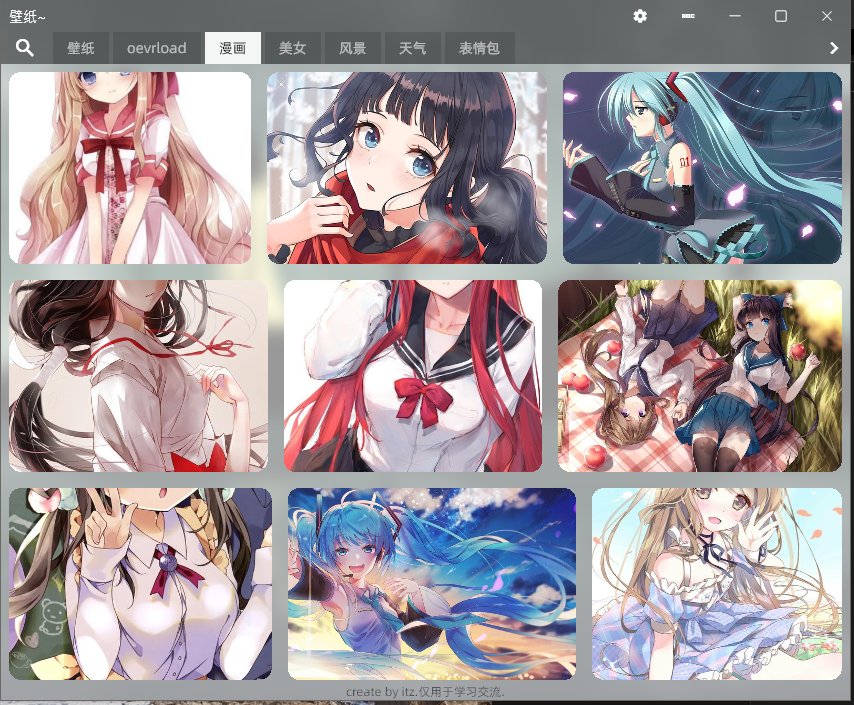 壁纸~
壁纸 oevrload 漫画 美女 风景 天气 表情包
01
create by itz.仅用于学习交流.